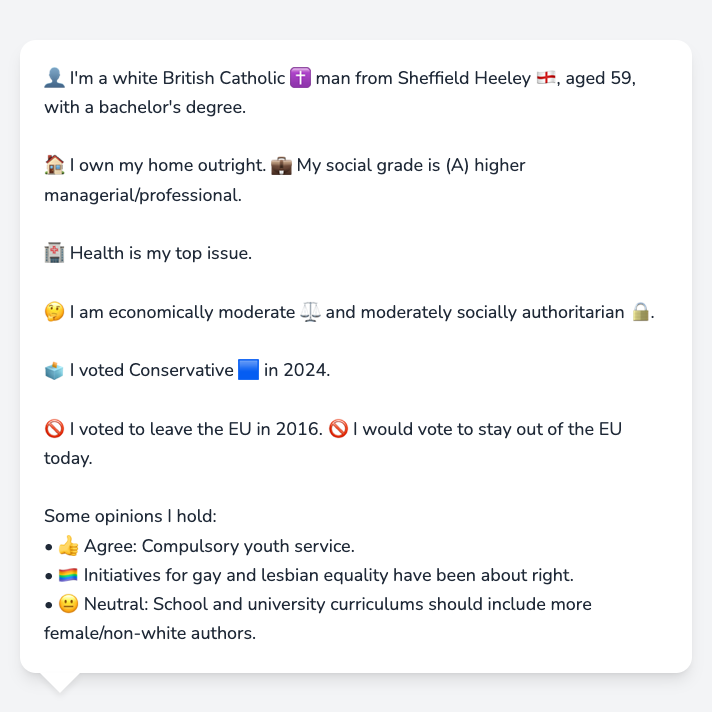 👤 I'm a white British Catholic ✝️ man from Sheffield Heeley 🏴󠁧󠁢󠁥󠁮󠁧󠁿, aged 59,
with a bachelor's degree.
🏠 I own my home outright. 💼 My social grade is (A) higher
managerial/professional.
🏥 Health is my top issue.
🤔 I am economically moderate ⚖️ and moderately socially authoritarian 🔒.
🗳️ I voted Conservative 🟦 in 2024.
🚫 I voted to leave the EU in 2016. 🚫 I would vote to stay out of the EU
today.
Some opinions I hold:
• 👍 Agree: Compulsory youth service.
• 🏳️‍🌈 Initiatives for gay and lesbian equality have been about right.
• 😐 Neutral: School and university curriculums should include more
female/non-white authors.